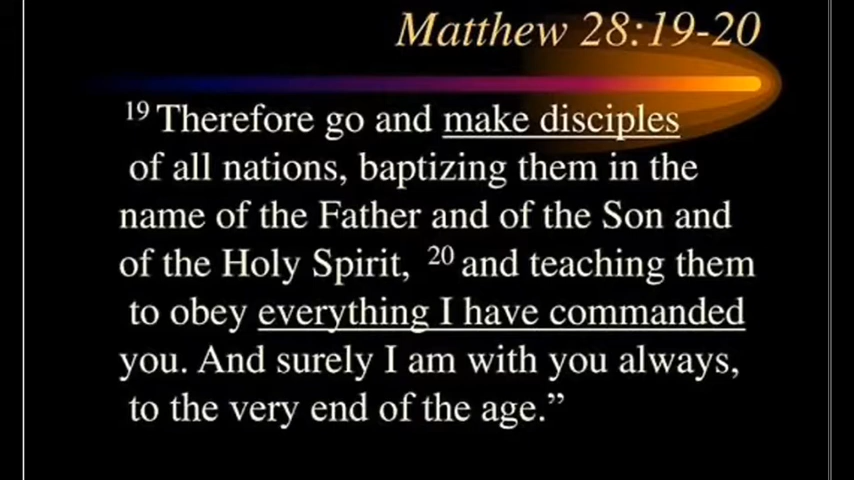 Matthew 28:19-20
19 Therefore go and make disciples
of all nations, baptizing them in the
name of the Father and of the Son and
of the Holy Spirit, 20 and teaching them
to obey everything I have commanded
you. And surely I am with you always,
to the very end of the age.”